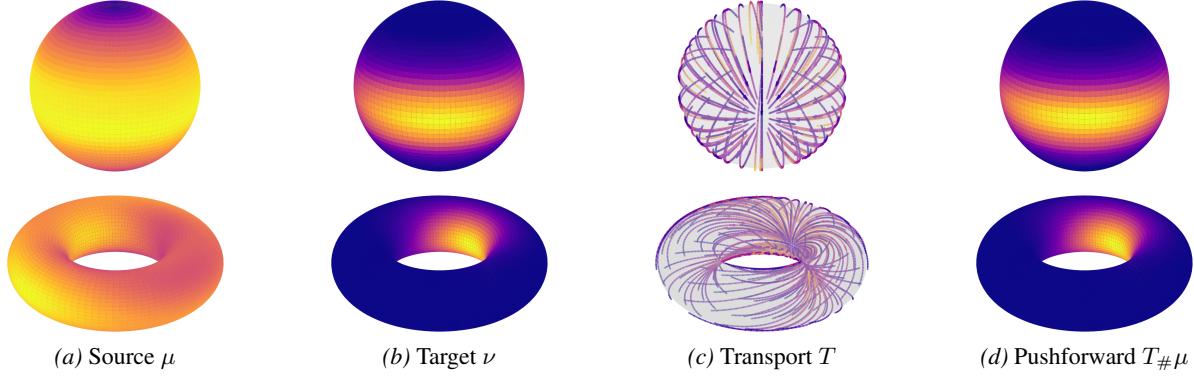 (a) Source μ
(b) Target ν
(c) Transport T
(d) Pushforward T#μ